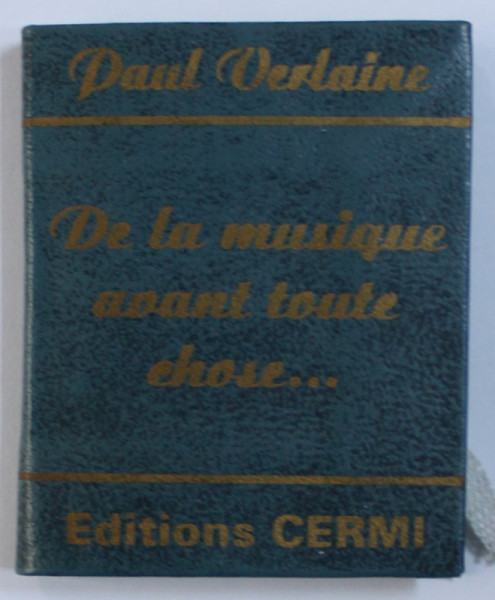 Paul Verlaine
De la musique
avant toute
chose...
Editions CERMI